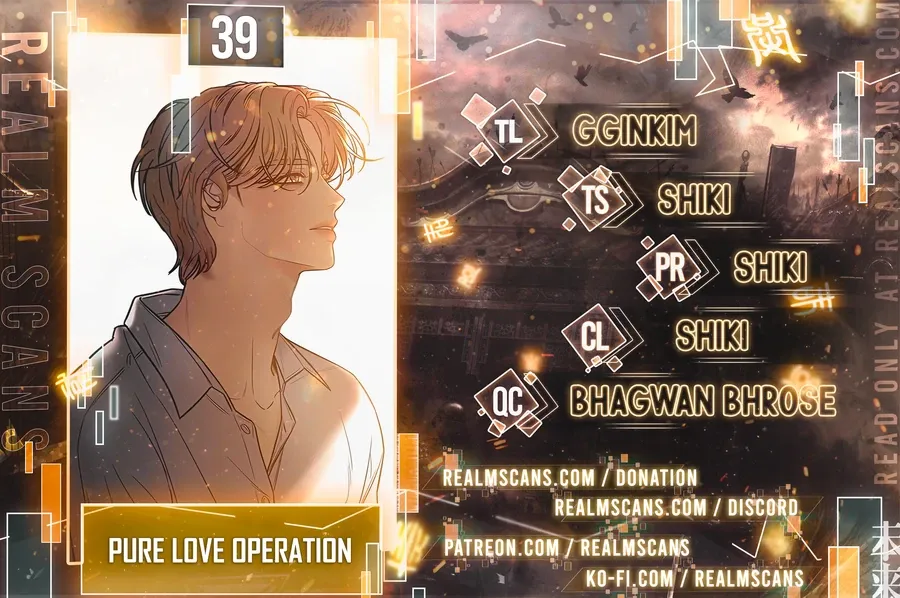 REALM SCANS
39
PURE LOVE OPERATION
TL GGINKIM
TS SHIKI
PR SHIKI
CL SHIKI
QC BHAGWAN BHROSE
REALMSCANS.COM / DONATION
REALMSCANS.COM / DISCORD
PATREON.COM / REALMSCANS
KO-FI.COM / REALMSCANS
READ ONLY AT REALMSCANS.COM